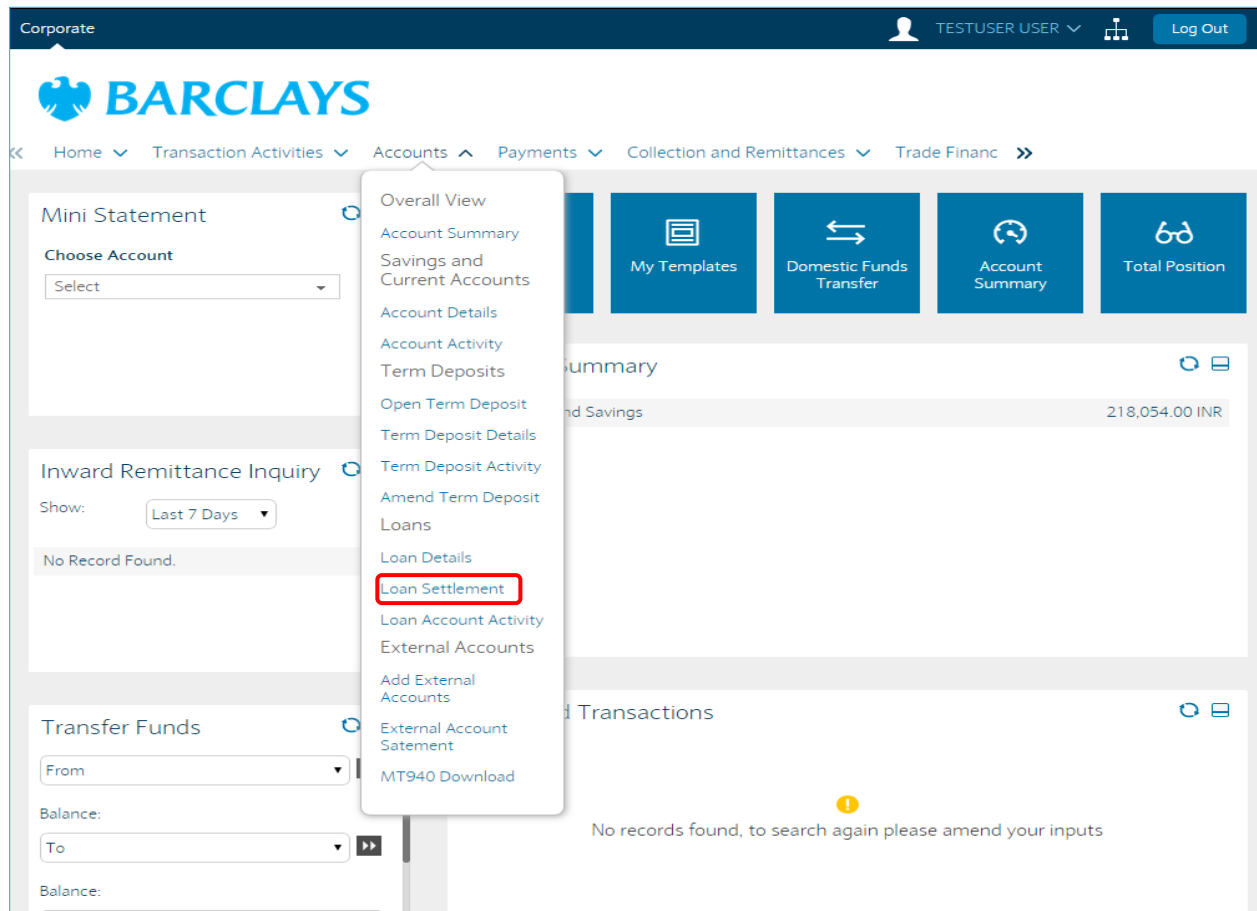 Corporate
TESTUSER USER
Log Out
BARCLAYS
Home
Transaction Activities
Accounts
Payments
Collection and Remittances
Trade Financ
Mini Statement
Choose Account
Select
Inward Remittance Inquiry
Show:
Last 7 Days
No Record Found.
Transfer Funds
From
Balance:
To
Balance:
Overall View
Account Summary
Savings and
Current Accounts
Account Details
Account Activity
Term Deposits
Open Term Deposit
Term Deposit Details
Term Deposit Activity
Amend Term Deposit
Loans
Loan Details
Loan Settlement
Loan Account Activity
External Accounts
Add External
Accounts
External Account
Satement
MT940 Download
My Templates
Domestic Funds
Transfer
Account
Summary
Total Position
ummary
nd Savings
218,054.00 INR
d Transactions
No records found, to search again please amend your inputs